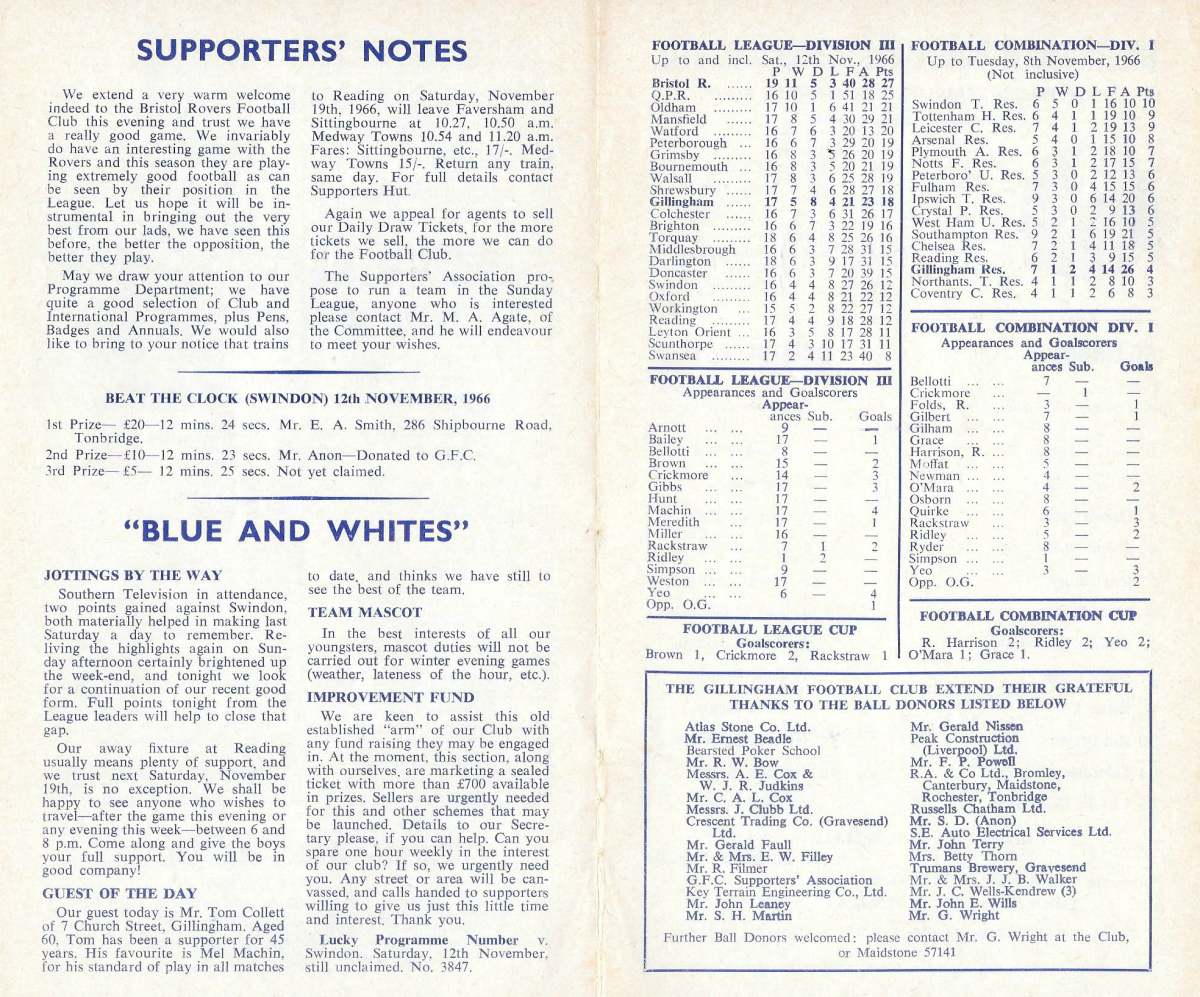 SUPPORTERS' NOTES
We extend a very warm welcome
indeed to the Bristol Rovers Football
Club this evening and trust we have
a really good game. We invariably
do have an interesting game with the
Rovers and this season they are play-
ing extremely good football as can
be seen by their position in the
League. Let us hope it will be in-
strumental in bringing out the very
best from our lads, we have seen this
before, the better the opposition, the
better they play.
May we draw your attention to our
Programme Department; we have
quite a good selection of Club and
International Programmes, plus Pens,
Badges and Annuals. We would also
like to bring to your notice that trains
to Reading on Saturday, November
19th, 1966, will leave Faversham and
Sittingbourne at 10.27, 10.50 a.m.
Medway Towns 10.54 and 11.20 a.m.
Fares: Sittingbourne, etc., 17/-. Med-
way Towns 15/-. Return any train,
same day. For full details contact
Supporters Hut.
Again we appeal for agents to sell
our Daily Draw Tickets, for the more
tickets we sell, the more we can do
for the Football Club.
The Supporters' Association pro-
pose to run a team in the Sunday
League, anyone who is interested
please contact Mr. M. A. Agate, of
the Committee, and he will endeavour
to meet your wishes.
BEAT THE CLOCK (SWINDON) 12th NOVEMBER, 1966
1st Prize— £20—12 mins. 24 secs. Mr. E. A. Smith, 286 Shipbourne Road,
Tonbridge.
2nd Prize—£10—12 mins. 23 secs. Mr. Anon—Donated to G.F.C.
3rd Prize—£5— 12 mins. 25 secs. Not yet claimed.
"BLUE AND WHITES"
JOTTINGS BY THE WAY
Southern Television in attendance,
two points gained against Swindon,
both materially helped in making last
Saturday a day to remember. Re-
living the highlights again on Sun-
day afternoon certainly brightened up
the week-end, and tonight we look
for a continuation of our recent good
form. Full points tonight from the
League leaders will help to close that
gap.
Our away fixture at Reading
usually means plenty of support, and
we trust next Saturday, November
19th, is no exception. We shall be
happy to see anyone who wishes to
travel—after the game this evening or
any evening this week—between 6 and
8 p.m. Come along and give the boys
your full support. You will be in
good company!
GUEST OF THE DAY
Our guest today is Mr. Tom Collett
of 7 Church Street, Gillingham. Aged
60, Tom has been a supporter for 45
years. His favourite is Mel Machin,
for his standard of play in all matches
to date, and thinks we have still to
see the best of the team.
TEAM MASCOT
In the best interests of all our
youngsters, mascot duties will not be
carried out for winter evening games
(weather, lateness of the hour, etc.).
IMPROVEMENT FUND
We are keen to assist this old
established "arm" of our Club with
any fund raising they may be engaged
in. At the moment, this section, along
with ourselves, are marketing a sealed
ticket with more than £700 available
in prizes. Sellers are urgently needed
for this and other schemes that may
be launched. Details to our Secre-
tary please, if you can help. Can you
spare one hour weekly in the interest
of our club? If so, we urgently need
you. Any street or area will be can-
vassed, and calls handed to supporters
willing to give us just this little time
and interest. Thank you.
Lucky Programme Number v.
Swindon. Saturday, 12th November,
still unclaimed. No. 3847.
FOOTBALL LEAGUE—DIVISION III
Up to and incl. Sat., 12th Nov., 1966
P W D L F A Pts
Bristol R. ...... 19 11 5 3 40 28 27
Q.P.R. ......... 16 10 5 1 51 18 25
Oldham ......... 17 10 1 6 41 21 21
Mansfield ...... 17 8 5 4 30 29 21
Watford ......... 16 7 6 3 20 13 20
Peterborough ... 16 6 7 3 29 20 19
Grimsby ......... 16 8 3 5 26 20 19
Bournemouth ... 16 8 3 5 20 21 19
Walsall ......... 17 8 3 6 25 28 19
Shrewsbury ...... 17 7 4 6 28 27 18
Gillingham ...... 17 5 8 4 21 23 18
Colchester ...... 16 7 3 6 31 26 17
Brighton ......... 16 6 7 3 22 19 16
Torquay ......... 18 6 4 8 25 26 16
Middlesbrough 16 6 3 7 28 31 15
Darlington ...... 18 6 3 9 17 31 15
Doncaster ...... 16 6 3 7 20 39 15
Swindon ......... 16 4 4 8 27 26 12
Oxford ......... 16 4 4 8 21 22 12
Workington ... 15 5 2 8 22 27 12
Reading ......... 17 4 4 9 18 28 12
Leyton Orient ... 16 3 5 8 17 28 11
Scunthorpe ...... 17 4 3 10 17 31 11
Swansea ......... 17 2 4 11 23 40 8
FOOTBALL LEAGUE—DIVISION III
Appearances and Goalscorers
Appear-
ances Sub. Goals
Arnott ... ... 9 — —
Bailey ... ... 17 — 1
Bellotti ... ... 8 — —
Brown ... ... 15 — 2
Crickmore ... 14 — 3
Gibbs ... ... 17 — 3
Hunt ... ... 17 — —
Machin ... ... 17 — 4
Meredith ... 17 — 1
Miller ... ... 16 — —
Rackstraw ... 7 1 2
Ridley ... ... 1 2 —
Simpson ... ... 9 — —
Weston ... ... 17 — —
Yeo ... ... 6 — 4
Opp. O.G. 1
FOOTBALL LEAGUE CUP
Goalscorers:
Brown 1, Crickmore 2, Rackstraw 1
FOOTBALL COMBINATION—DIV. I
Up to Tuesday, 8th November, 1966
(Not inclusive)
P W D L F A Pts
Swindon T. Res. 6 5 0 1 16 10 10
Tottenham H. Res. 6 4 1 1 19 10 9
Leicester C. Res. 7 4 1 2 19 13 9
Arsenal Res. 5 4 0 1 15 10 8
Plymouth A. Res. 6 3 1 2 18 10 7
Notts F. Res. 6 3 1 2 17 15 7
Peterboro' U. Res. 5 3 0 2 12 13 6
Fulham Res. 7 3 0 4 15 15 6
Ipswich T. Res. 9 3 0 6 14 20 6
Crystal P. Res. 5 3 0 2 9 13 6
West Ham U. Res. 5 2 1 2 16 10 5
Southampton Res. 9 2 1 6 19 21 5
Chelsea Res. 7 2 1 4 11 18 5
Reading Res. 6 2 1 3 9 15 5
Gillingham Res. 7 1 2 4 14 26 4
Northants. T. Res. 4 1 1 2 8 10 3
Coventry C. Res. 4 1 1 2 6 8 3
FOOTBALL COMBINATION DIV. I
Appearances and Goalscorers
Appear-
ances Sub. Goals
Bellotti ... ... 7 — —
Crickmore ... — 1 —
Folds, R. ... 3 — 1
Gilbert ... ... 7 — 1
Gilham ... ... 8 — —
Grace ... ... 8 — —
Harrison, R. ... 8 — —
Moffat ... ... 5 — —
Newman ... ... 4 — —
O'Mara ... ... 4 — 2
Osborn ... ... 8 — —
Quirke ... ... 6 — 1
Rackstraw ... 3 — 3
Ridley ... ... 5 — 2
Ryder ... ... 8 — —
Simpson ... ... 1 — —
Yeo ... ... 3 — 3
Opp. O.G. 2
FOOTBALL COMBINATION CUP
Goalscorers:
R. Harrison 2; Ridley 2; Yeo 2;
O'Mara 1; Grace 1.
THE GILLINGHAM FOOTBALL CLUB EXTEND THEIR GRATEFUL
THANKS TO THE BALL DONORS LISTED BELOW
Atlas Stone Co. Ltd.
Mr. Ernest Beadle
Bearsted Poker School
Mr. R. W. Bow
Messrs. A. E. Cox &
W. J. R. Judkins
Mr. C. A. L. Cox
Messrs. J. Clubb Ltd.
Crescent Trading Co. (Gravesend)
Ltd.
Mr. Gerald Faull
Mr. & Mrs. E. W. Filley
Mr. R. Filmer
G.F.C. Supporters' Association
Key Terrain Engineering Co., Ltd.
Mr. John Leaney
Mr. S. H. Martin
Mr. Gerald Nissen
Peak Construction
(Liverpool) Ltd.
Mr. F. P. Powell
R.A. & Co Ltd., Bromley,
Canterbury, Maidstone,
Rochester, Tonbridge
Russells Chatham Ltd.
Mr. S. D. (Anon)
S.E. Auto Electrical Services Ltd.
Mr. John Terry
Mrs. Betty Thorn
Trumans Brewery, Gravesend
Mr. & Mrs. J. J. B. Walker
Mr. J. C. Wells-Kendrew (3)
Mr. John E. Wills
Mr. G. Wright
Further Ball Donors welcomed: please contact Mr. G. Wright at the Club,
or Maidstone 57141